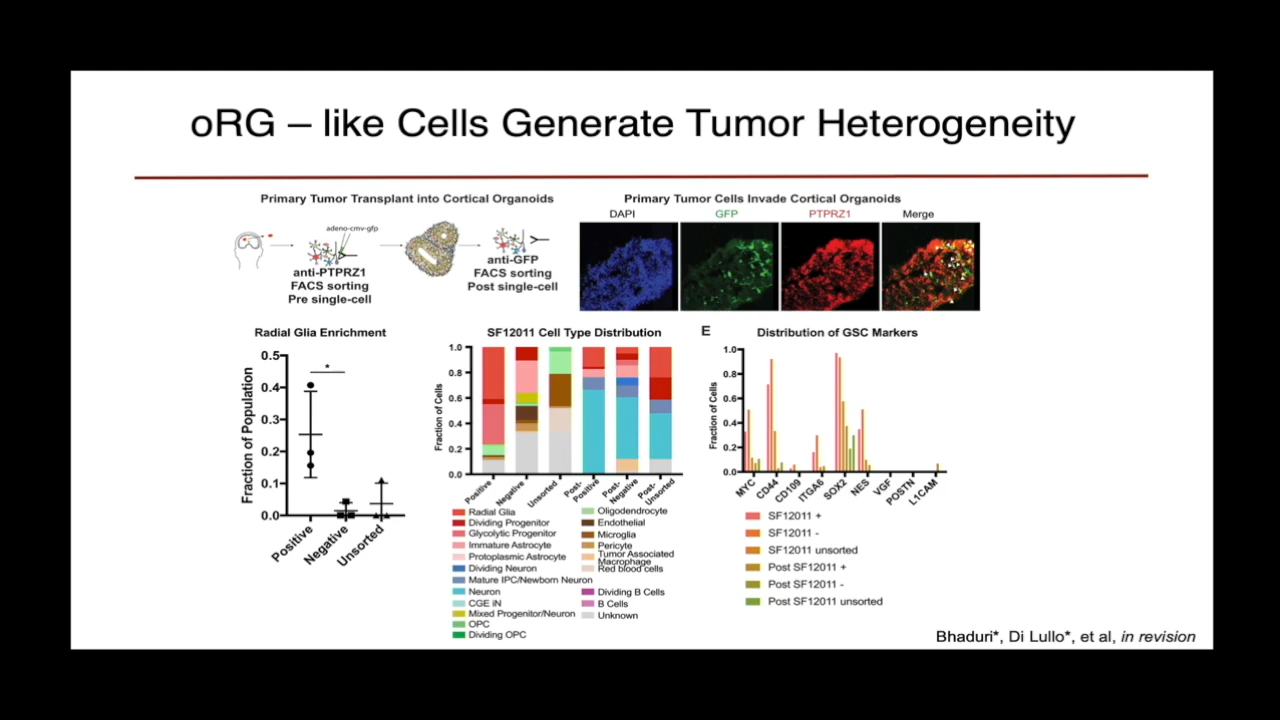 oRG – like Cells Generate Tumor Heterogeneity
Primary Tumor Transplant into Cortical Organoids
adeno-cmv-gfp
anti-PTPRZ1
FACS sorting
Pre single-cell
anti-GFP
FACS sorting
Post single-cell
Primary Tumor Cells Invade Cortical Organoids
DAPI
GFP
PTPRZ1
Merge
Radial Glia Enrichment
Fraction of Population
0.5
0.4
0.3
0.2
0.1
0.0
*
Positive
Negative
Unsorted
SF12011 Cell Type Distribution
Fraction of Cells
1.0
0.8
0.6
0.4
0.2
0.0
Positive
Negative
Unsorted
Post-Positive
Post-Negative
Post-Unsorted
Radial Glia
Dividing Progenitor
Glycolytic Progenitor
Immature Astrocyte
Protoplasmic Astrocyte
Dividing Neuron
Mature IPC/Newborn Neuron
Neuron
CGE iN
Mixed Progenitor/Neuron
OPC
Dividing OPC
Oligodendrocyte
Endothelial
Microglia
Pericyte
Tumor Associated
Macrophage
Red blood cells
Dividing B Cells
B Cells
Unknown
E
Distribution of GSC Markers
Fraction of Cells
1.0
0.8
0.6
0.4
0.2
0.0
MYC
CD44
CD109
ITGA6
SOX2
NES
VGF
POSTN
L1CAM
SF12011 +
SF12011 -
SF12011 unsorted
Post SF12011 +
Post SF12011 -
Post SF12011 unsorted
Bhaduri*, Di Lullo*, et al, in revision